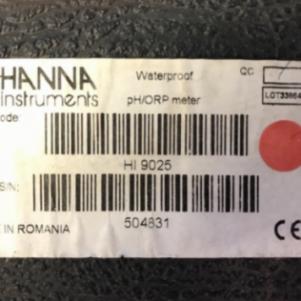 HANNA
instruments
Waterproof
pH/ORP meter
QC
ode:
HI 9025
S/N:
504831
E IN ROMANIA
CE